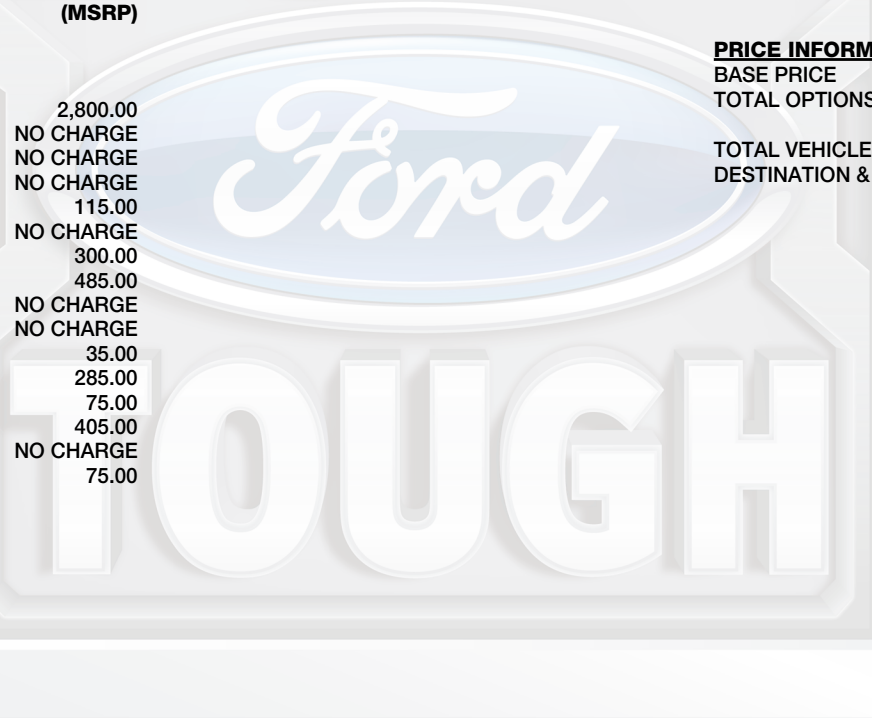 (MSRP)
2,800.00
NO CHARGE
NO CHARGE
NO CHARGE
115.00
NO CHARGE
300.00
485.00
NO CHARGE
NO CHARGE
35.00
285.00
75.00
405.00
NO CHARGE
75.00
PRICE INFORM
BASE PRICE
TOTAL OPTIONS
TOTAL VEHICLE
DESTINATION &
Ford
TOUGH